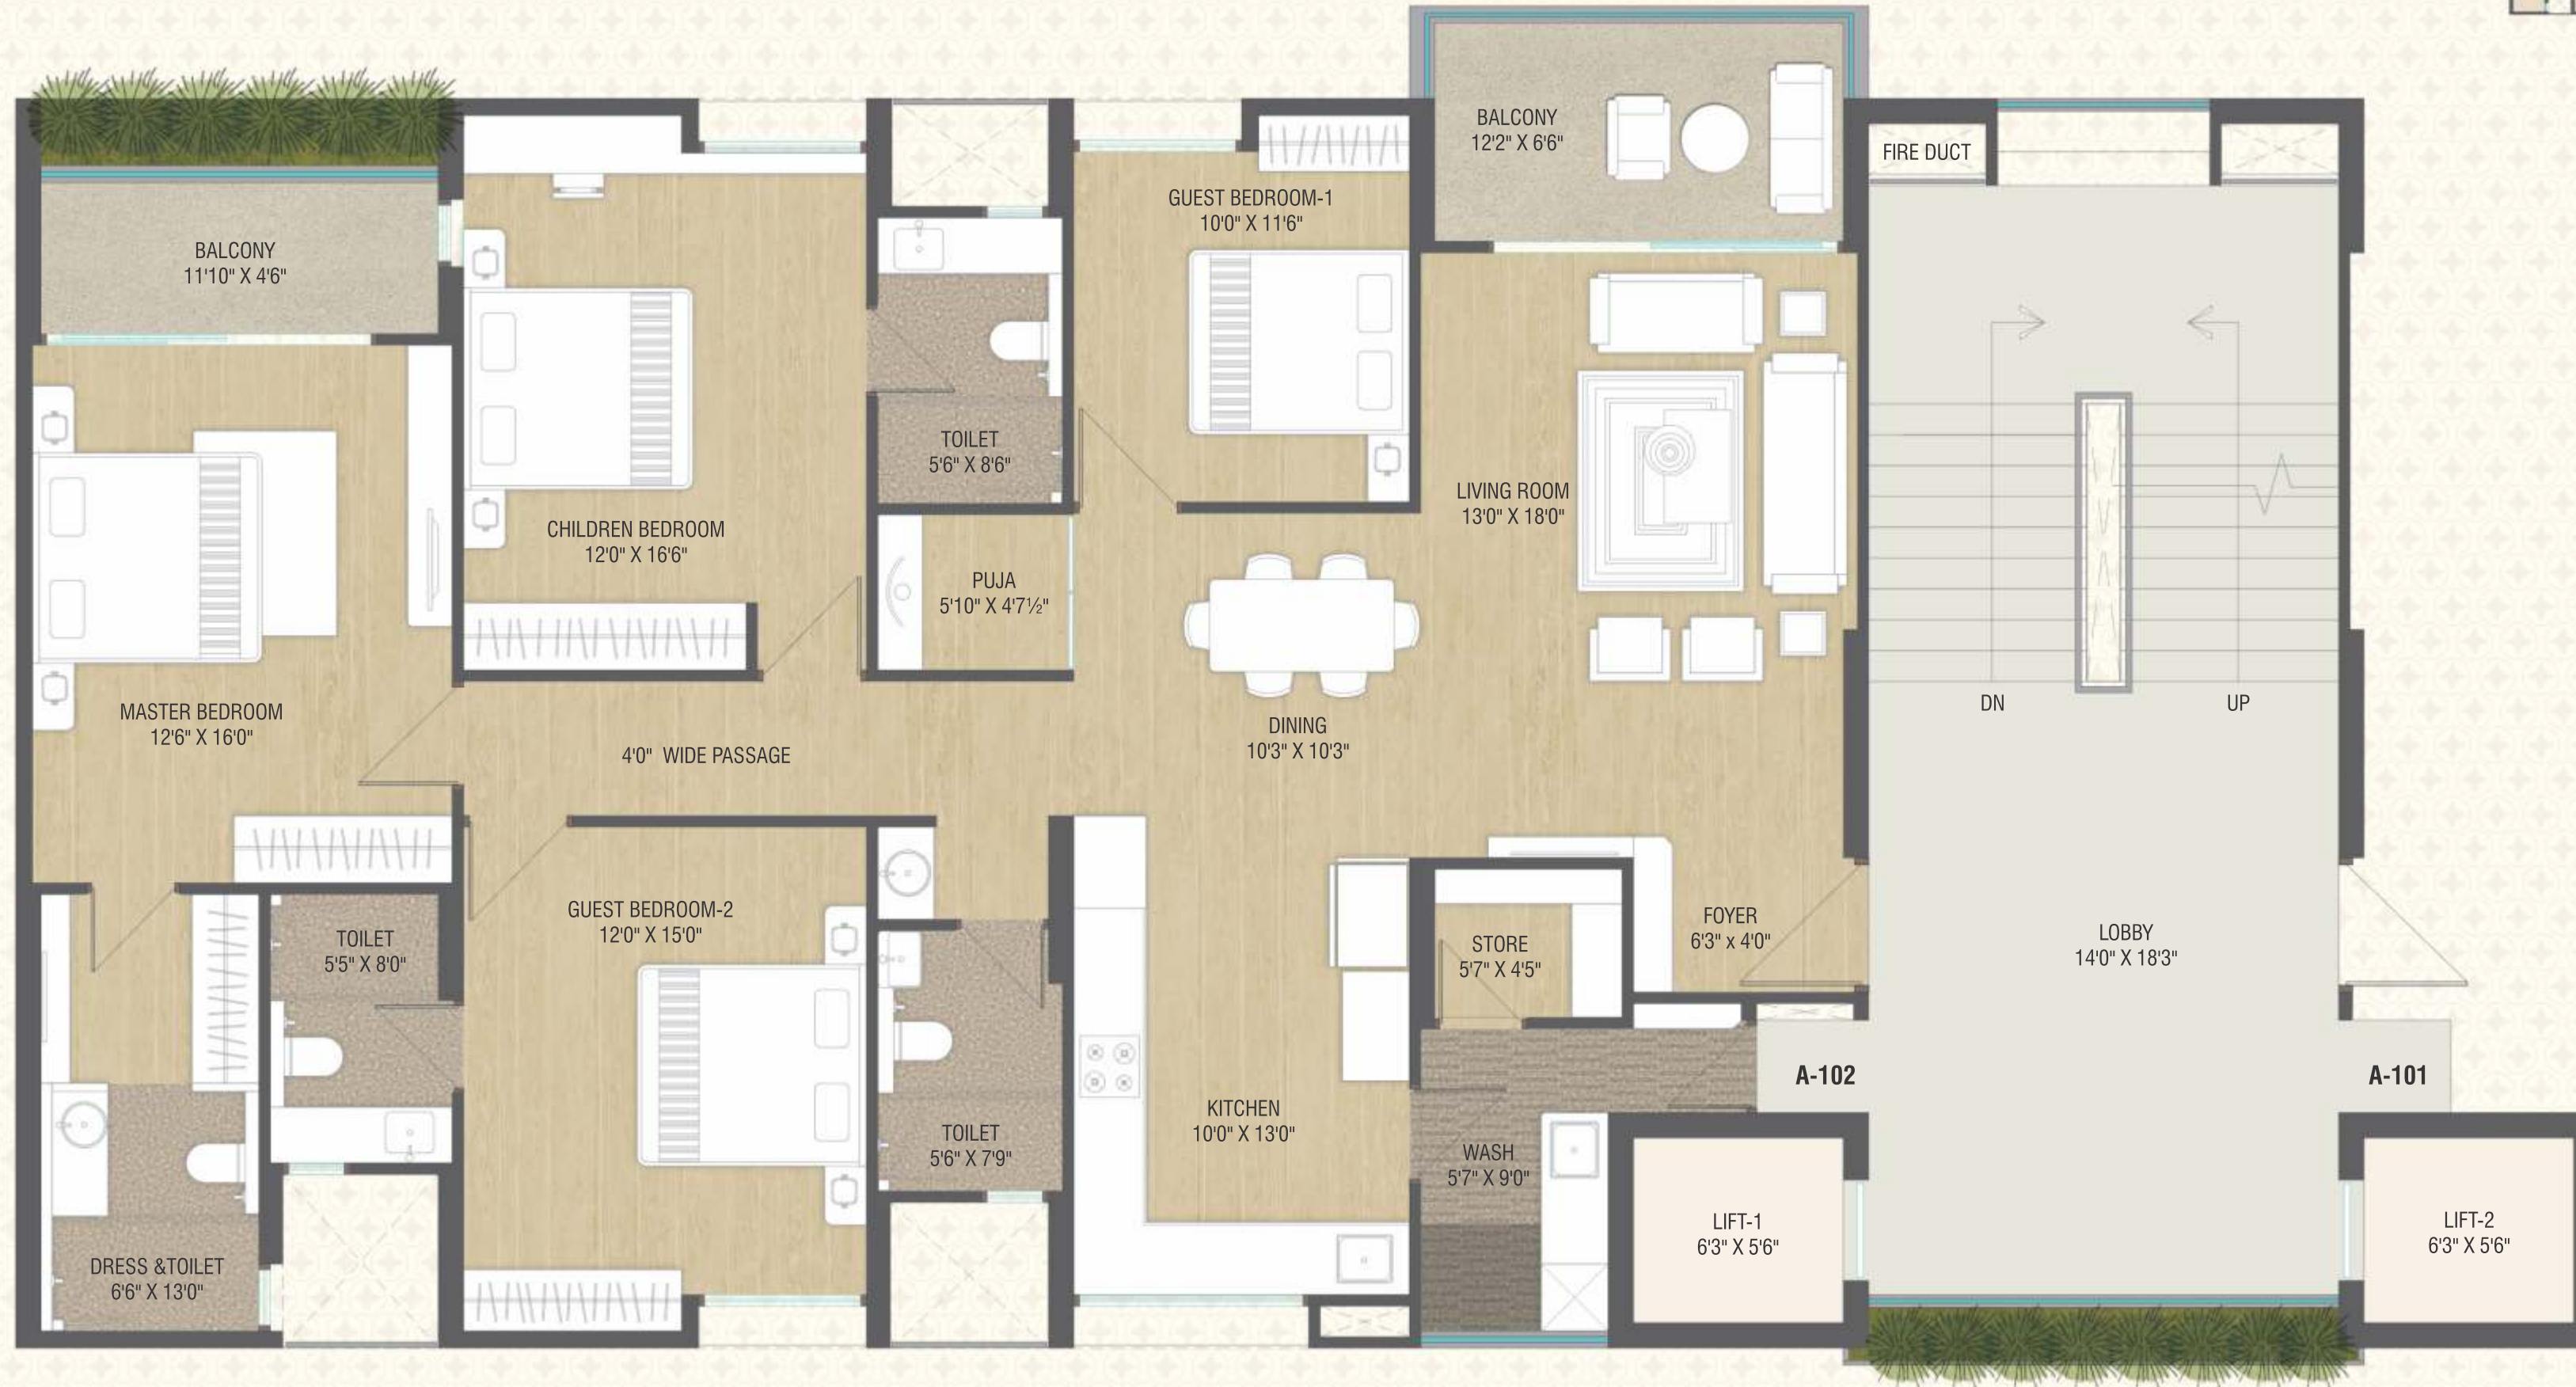 BALCONY
12'2" X 6'6"
FIRE DUCT
GUEST BEDROOM-1
10'0" X 11'6"
BALCONY
11'10" X 4'6"
TOILET
5'6" X 8'6"
LIVING ROOM
13'0" X 18'0"
CHILDREN BEDROOM
12'0" X 16'6"
PUJA
5'10" X 4'7½"
MASTER BEDROOM
12'6" X 16'0"
4'0" WIDE PASSAGE
DINING
10'3" X 10'3"
DN
UP
GUEST BEDROOM-2
12'0" X 15'0"
TOILET
5'5" X 8'0"
STORE
5'7" X 4'5"
FOYER
6'3" x 4'0"
LOBBY
14'0" X 18'3"
A-102
A-101
KITCHEN
10'0" X 13'0"
TOILET
5'6" X 7'9"
WASH
5'7" X 9'0"
LIFT-1
6'3" X 5'6"
LIFT-2
6'3" X 5'6"
DRESS &TOILET
6'6" X 13'0"